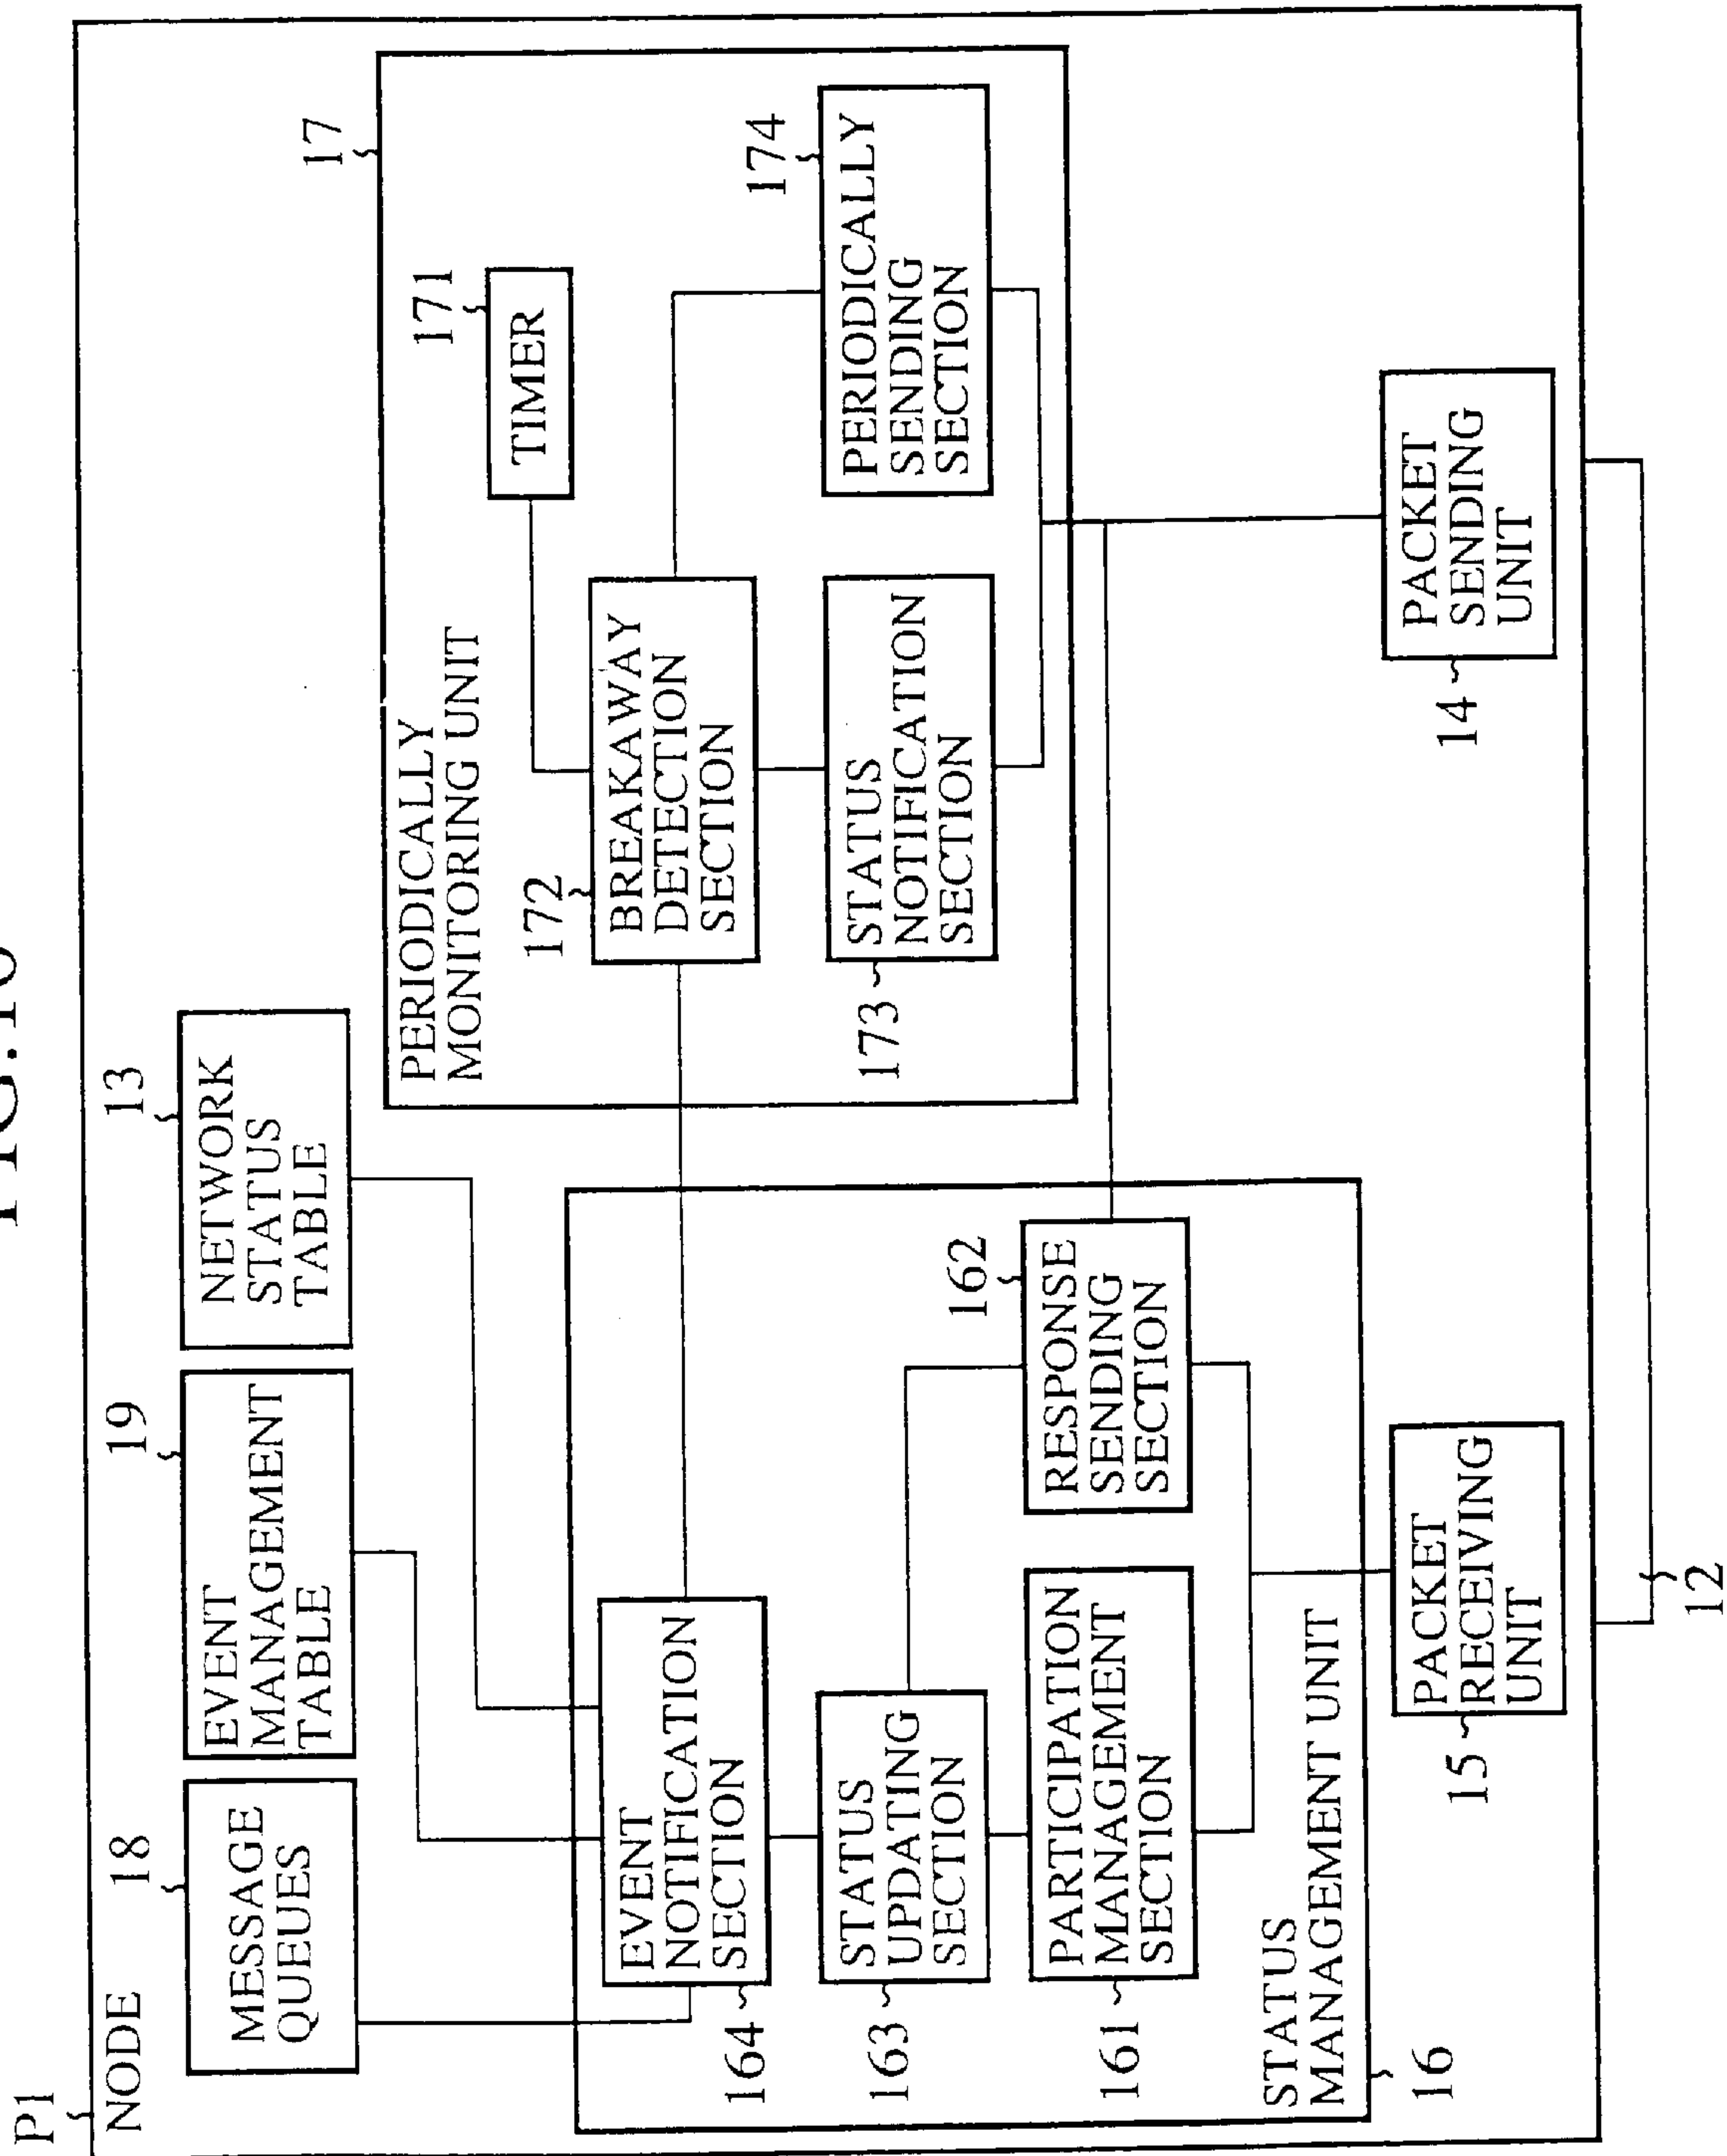 P1
NODE
18
MESSAGE
QUEUES
19
EVENT
MANAGEMENT
TABLE
13
NETWORK
STATUS
TABLE
17
PERIODICALLY
MONITORING UNIT
171
TIMER
172
BREAKAWAY
DETECTION
SECTION
173
STATUS
NOTIFICATION
SECTION
174
PERIODICALLY
SENDING
SECTION
164
EVENT
NOTIFICATION
SECTION
163
STATUS
UPDATING
SECTION
161
PARTICIPATION
MANAGEMENT
SECTION
162
RESPONSE
SENDING
SECTION
STATUS
MANAGEMENT UNIT
16
15
PACKET
RECEIVING
UNIT
14
PACKET
SENDING
UNIT
12